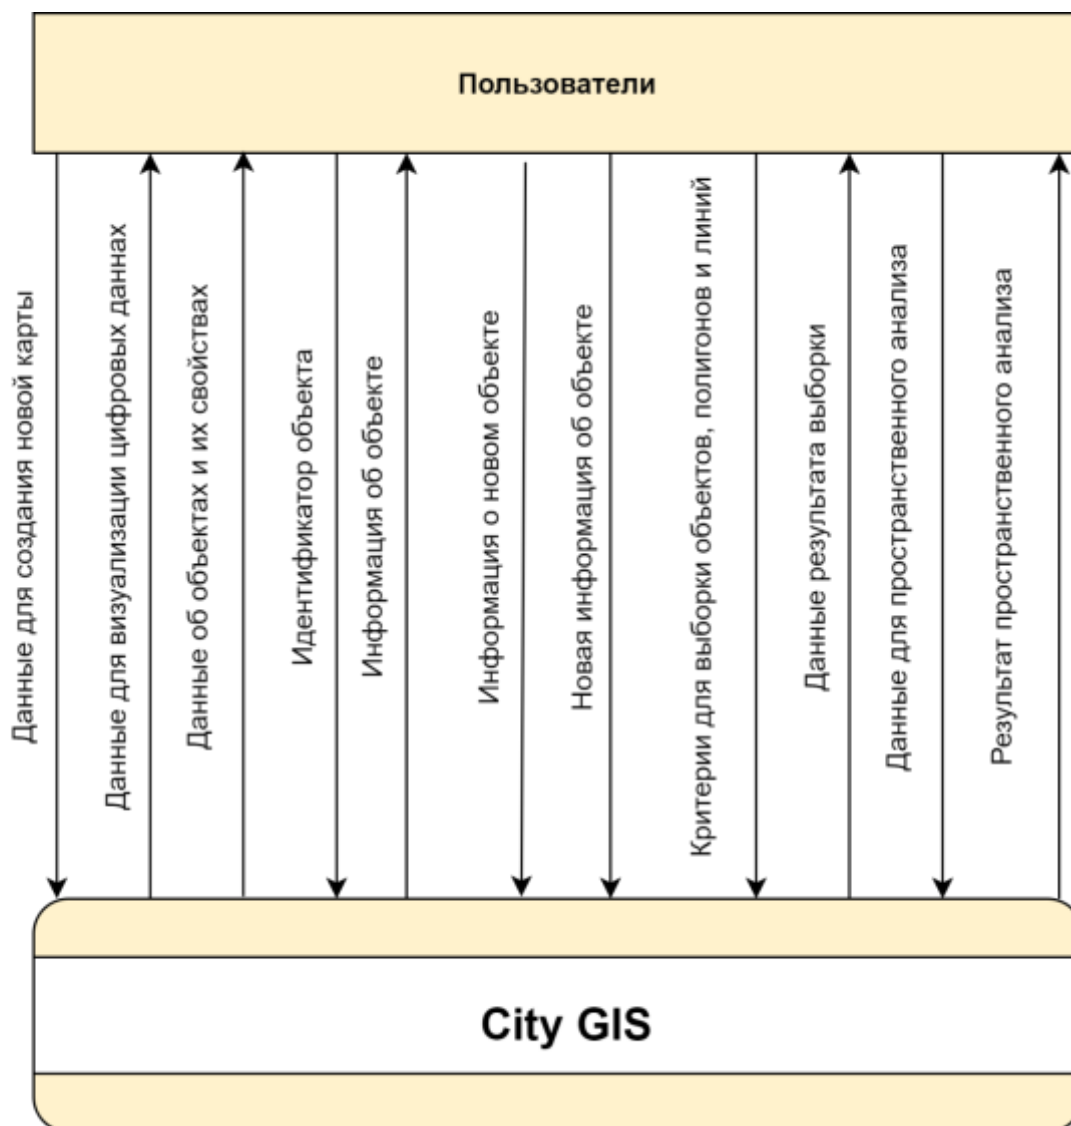 Пользователи
Данные для создания новой карты
Данные для визуализации цифровых даннах
Данные об объектах и их свойствах
Идентификатор объекта
Информация об объекте
Информация о новом объекте
Новая информация об объекте
Критерии для выборки объектов, полигонов и линий
Данные результата выборки
Данные для пространственного анализа
Результат пространственного анализа
City GIS